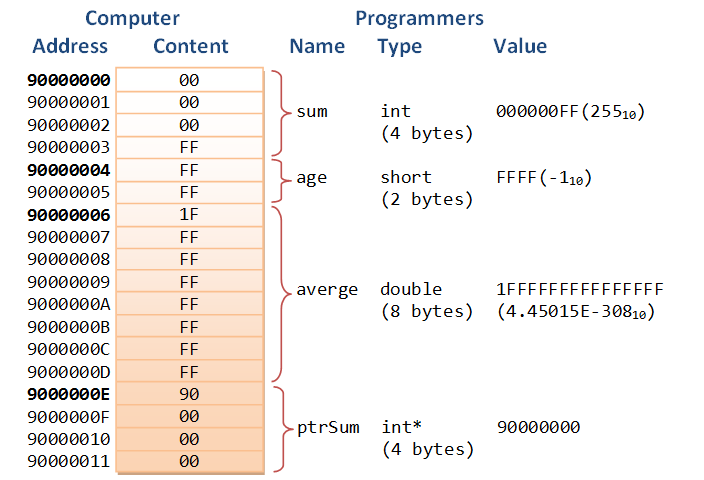 Computer Programmers
Address Content Name Type Value
90000000 00
90000001 00
90000002 00
90000003 FF
sum int 000000FF(255₁₀)
(4 bytes)
90000004 FF
90000005 FF
age short FFFF(-1₁₀)
(2 bytes)
90000006 1F
90000007 FF
90000008 FF
90000009 FF
9000000A FF
9000000B FF
9000000C FF
9000000D FF
averge double 1FFFFFFFFFFFFFFF
(8 bytes) (4.45015E-308₁₀)
9000000E 90
9000000F 00
90000010 00
90000011 00
ptrSum int* 90000000
(4 bytes)